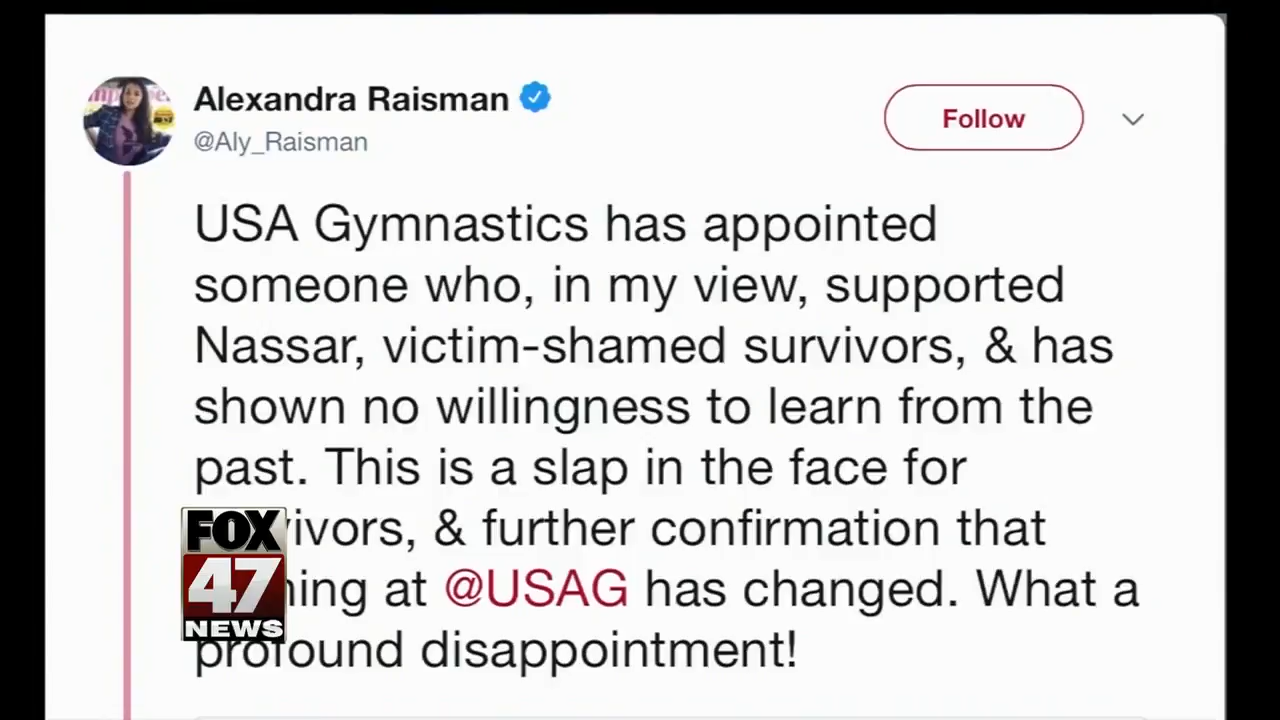 Alexandra Raisman
@Aly_Raisman
Follow
USA Gymnastics has appointed
someone who, in my view, supported
Nassar, victim-shamed survivors, & has
shown no willingness to learn from the
past. This is a slap in the face for
vivors, & further confirmation that
hing at @USAG has changed. What a
profound disappointment!
FOX
47
NEWS